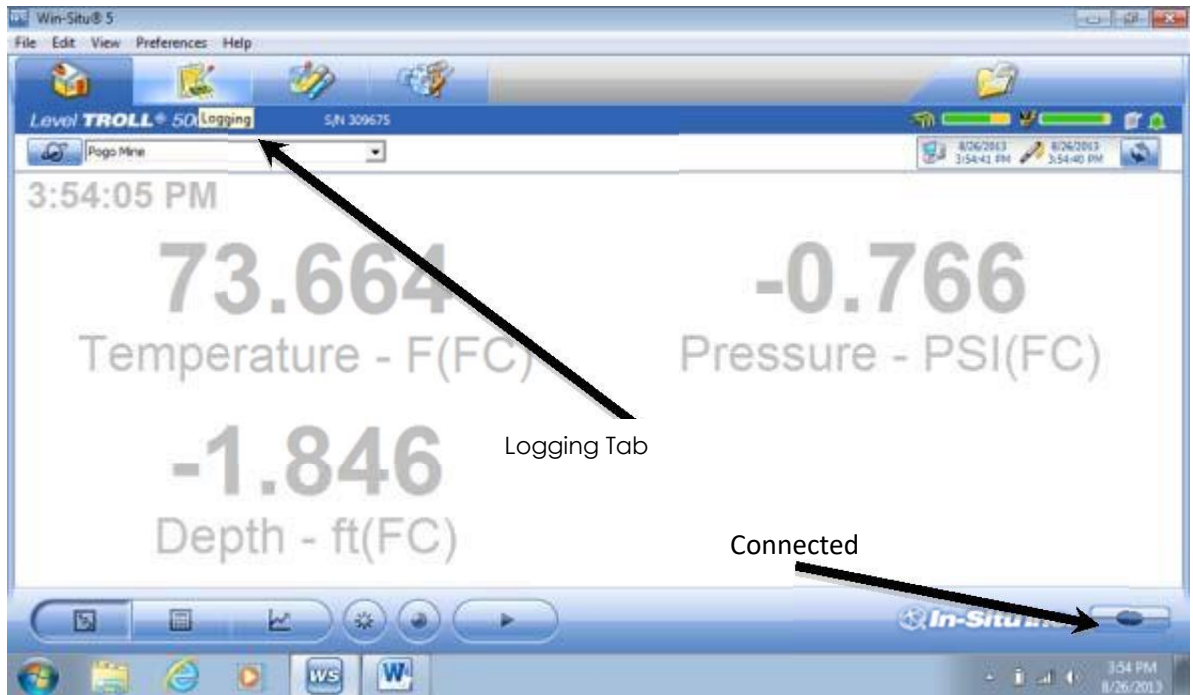 Win-Situ® 5
File Edit View Preferences Help
Level TROLL® 50 Logging S/N 309675
Pogo Mine
8/26/2013 8/26/2013
3:54:41 PM 3:54:40 PM
3:54:05 PM
73.664 -0.766
Temperature - F(FC) Pressure - PSI(FC)
-1.846
Logging Tab
Depth - ft(FC)
Connected
In-Situ
WS W
3:54 PM
8/26/2013